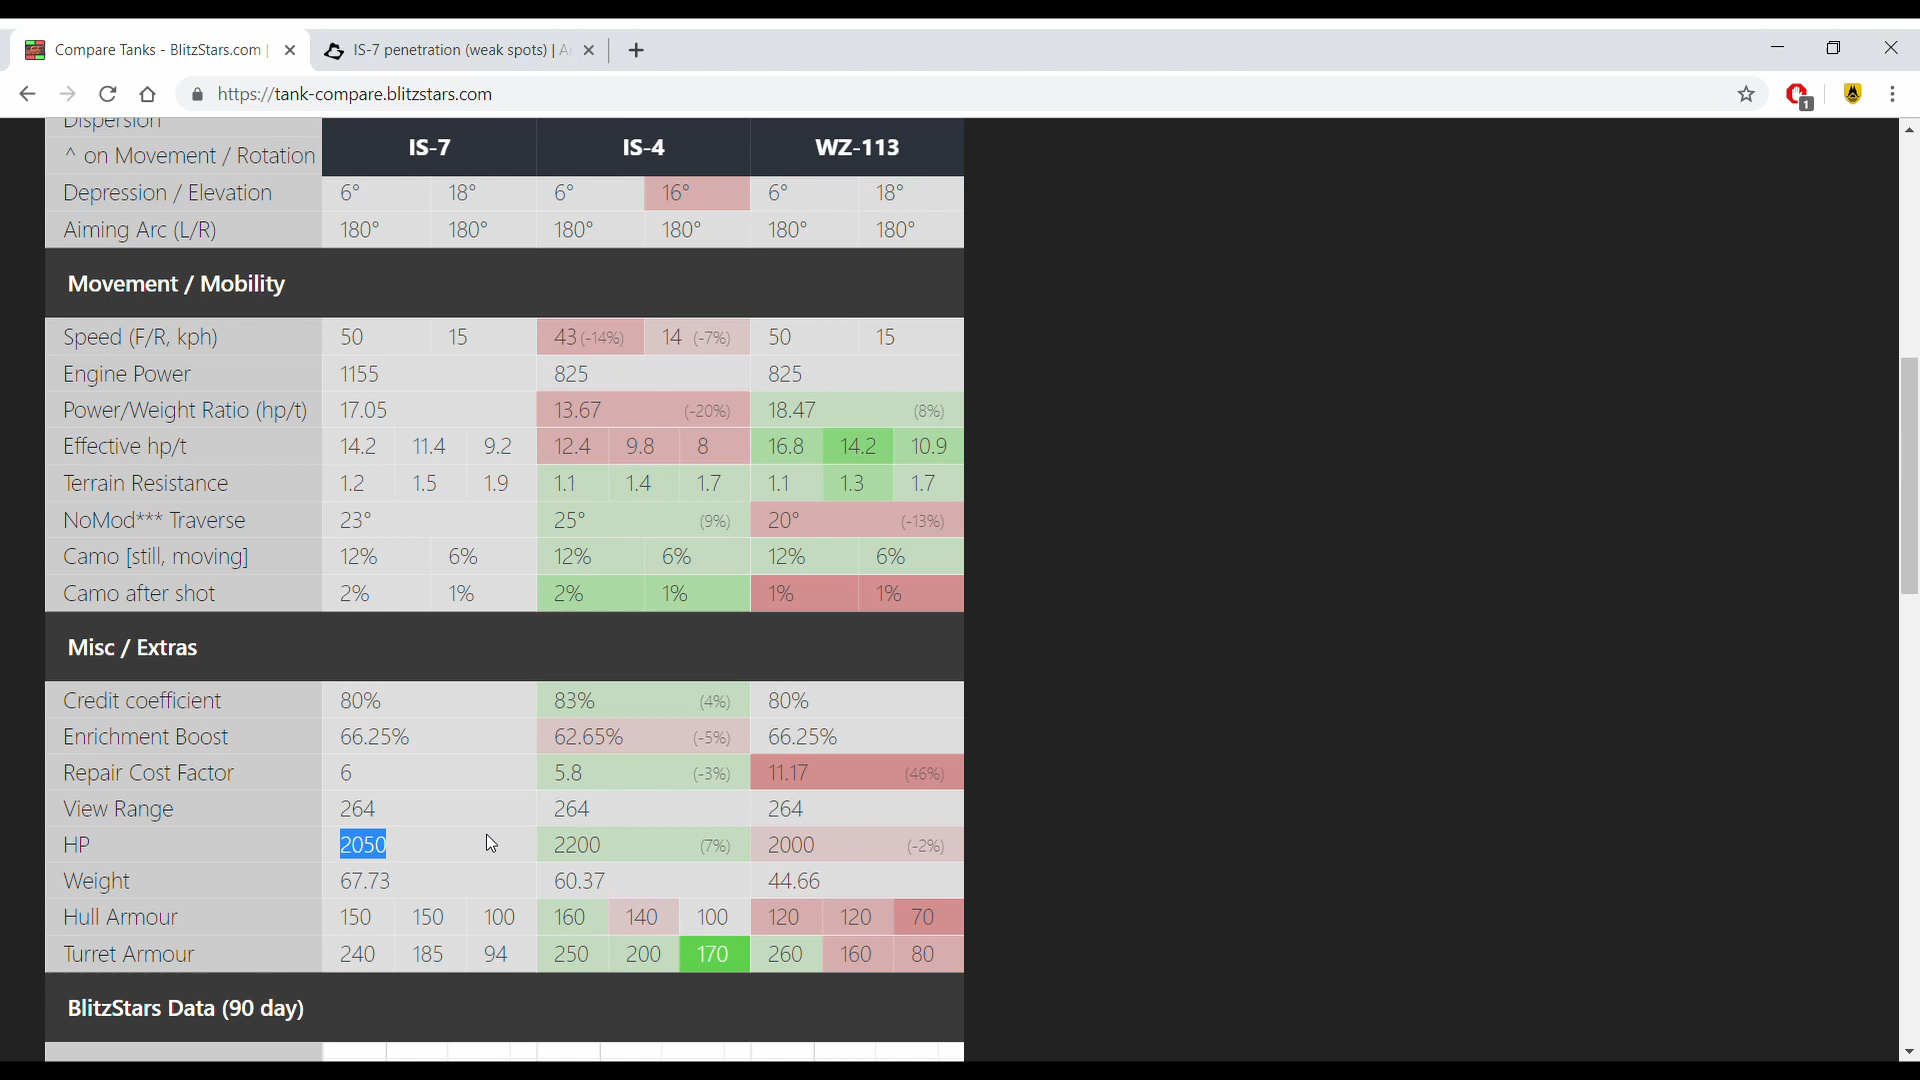 Compare Tanks - BlitzStars.com |
IS-7 penetration (weak spots) | A
https://tank-compare.blitzstars.com
1
Dispersion
IS-7 IS-4 WZ-113
^ on Movement / Rotation
Depression / Elevation 6° 18° 6° 16° 6° 18°
Aiming Arc (L/R) 180° 180° 180° 180° 180° 180°
Movement / Mobility
Speed (F/R, kph) 50 15 43 (-14%) 14 (-7%) 50 15
Engine Power 1155 825 825
Power/Weight Ratio (hp/t) 17.05 13.67 (-20%) 18.47 (8%)
Effective hp/t 14.2 11.4 9.2 12.4 9.8 8 16.8 14.2 10.9
Terrain Resistance 1.2 1.5 1.9 1.1 1.4 1.7 1.1 1.3 1.7
NoMod*** Traverse 23° 25° (9%) 20° (-13%)
Camo [still, moving] 12% 6% 12% 6% 12% 6%
Camo after shot 2% 1% 2% 1% 1% 1%
Misc / Extras
Credit coefficient 80% 83% (4%) 80%
Enrichment Boost 66.25% 62.65% (-5%) 66.25%
Repair Cost Factor 6 5.8 (-3%) 11.17 (46%)
View Range 264 264 264
HP 2050 2200 (7%) 2000 (-2%)
Weight 67.73 60.37 44.66
Hull Armour 150 150 100 160 140 100 120 120 70
Turret Armour 240 185 94 250 200 170 260 160 80
BlitzStars Data (90 day)